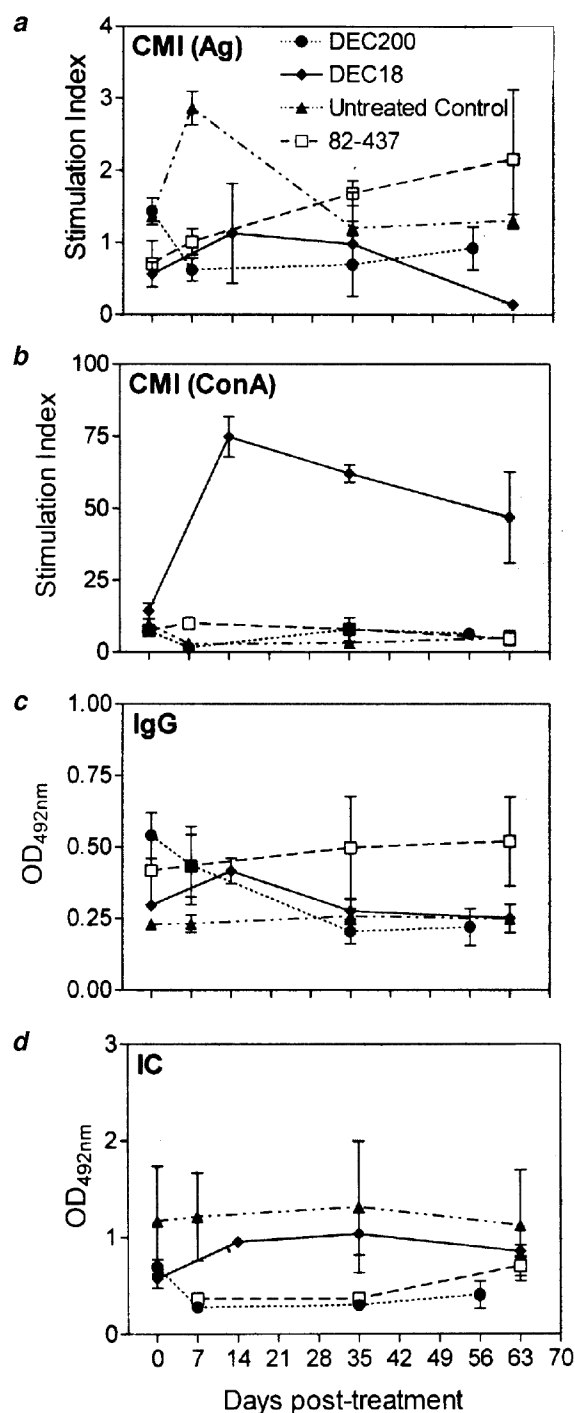 a
CMI (Ag)
DEC200
DEC18
Untreated Control
82-437
4
3
2
1
0
Stimulation Index
b
CMI (ConA)
100
75
50
25
0
Stimulation Index
c
IgG
1.00
0.75
0.50
0.25
0.00
OD492nm
d
IC
3
2
1
0
OD492nm
0 7 14 21 28 35 42 49 56 63 70
Days post-treatment